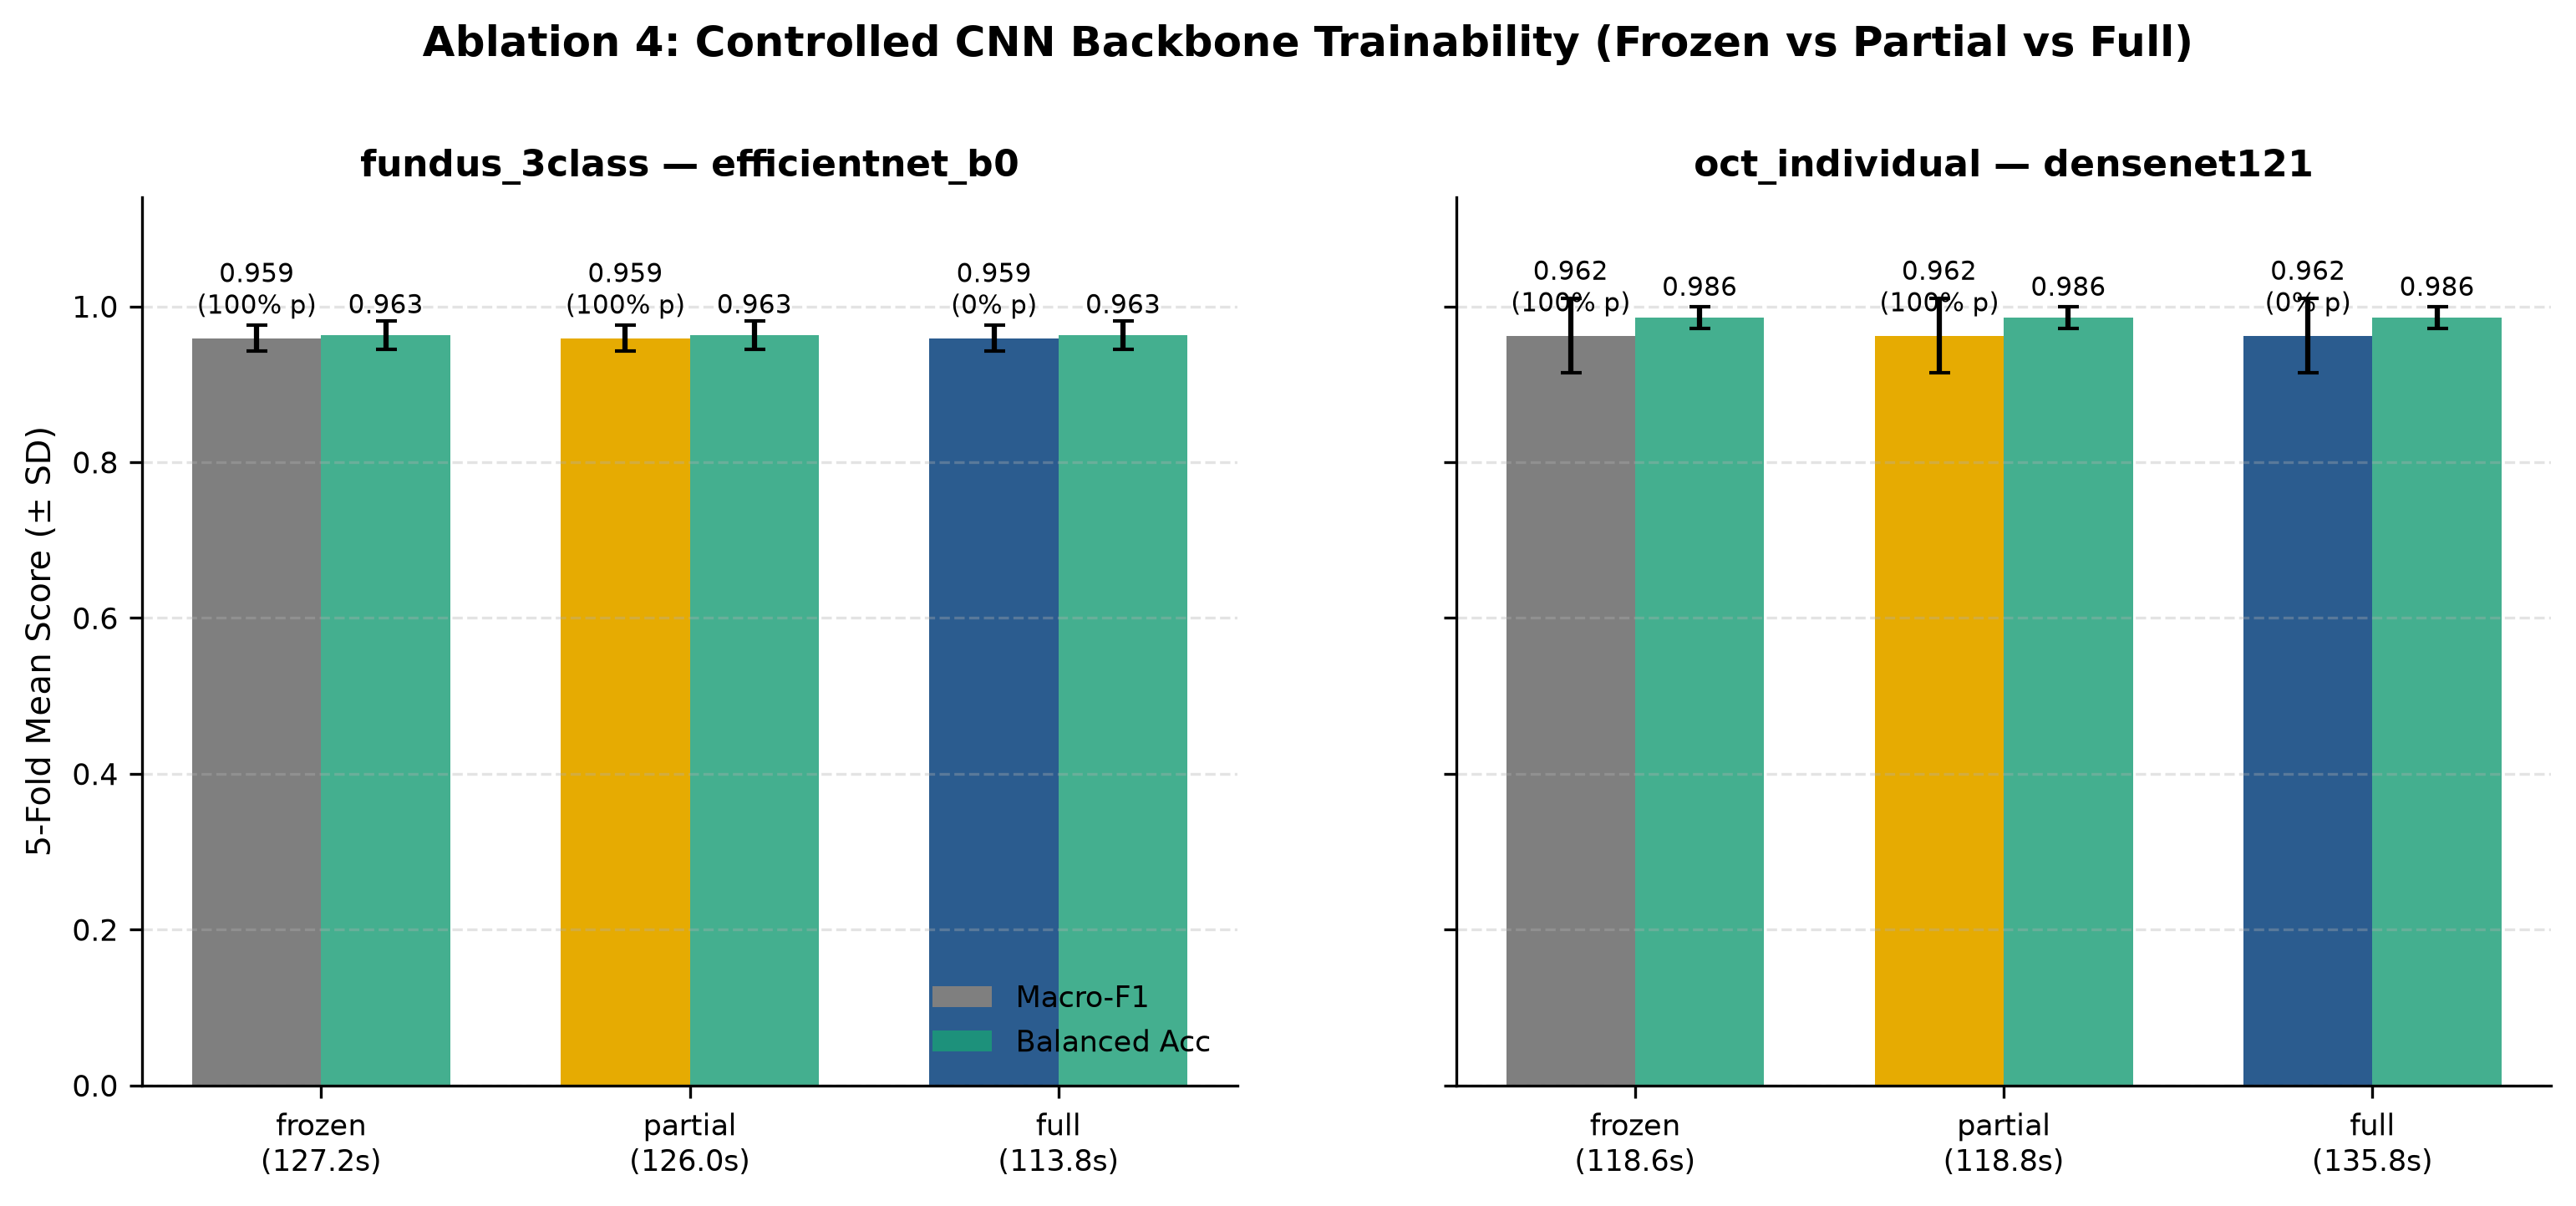 Ablation 4: Controlled CNN Backbone Trainability (Frozen vs Partial vs Full)
fundus_3class — efficientnet_b0
5-Fold Mean Score (± SD)
1.0
0.8
0.6
0.4
0.2
0.0
0.959
(100% p)
0.963
0.959
(100% p)
0.963
0.959
(0% p)
0.963
Macro-F1
Balanced Acc
frozen
(127.2s)
partial
(126.0s)
full
(113.8s)
oct_individual — densenet121
0.962
(100% p)
0.986
0.962
(100% p)
0.986
0.962
(0% p)
0.986
frozen
(118.6s)
partial
(118.8s)
full
(135.8s)